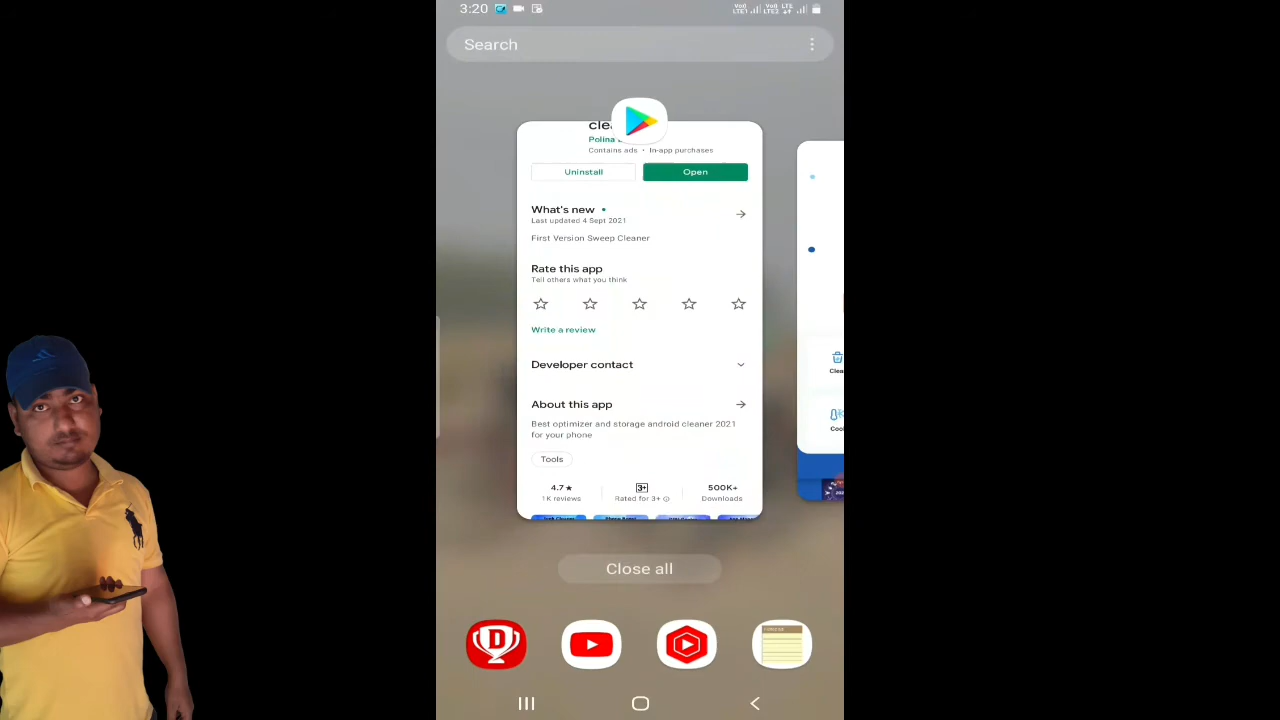 3:20
Search
clea
Polina
Contains ads • In-app purchases
Uninstall
Open
What's new •
Last updated 4 Sept 2021
First Version Sweep Cleaner
Rate this app
Tell others what you think
Write a review
Developer contact
About this app
Best optimizer and storage android cleaner 2021
for your phone
Tools
4.7★
3+
500K+
1K reviews
Rated for 3+
Downloads
Clea
Cool
Close all
D